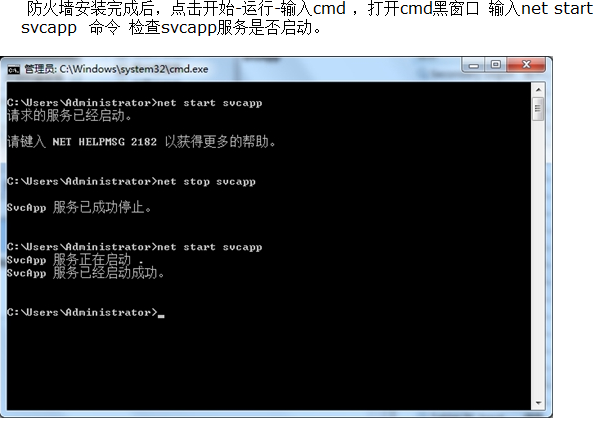 防火墙安装完成后，点击开始-运行-输入cmd ，打开cmd黑窗口 输入net start
svcapp 命令 检查svcapp服务是否启动。
管理员: C:\Windows\system32\cmd.exe
C:\Users\Administrator>net start svcapp
请求的服务已经启动。
请键入 NET HELPMSG 2182 以获得更多的帮助。
C:\Users\Administrator>net stop svcapp
SvcApp 服务已成功停止。
C:\Users\Administrator>net start svcapp
SvcApp 服务正在启动 .
SvcApp 服务已经启动成功。
C:\Users\Administrator>